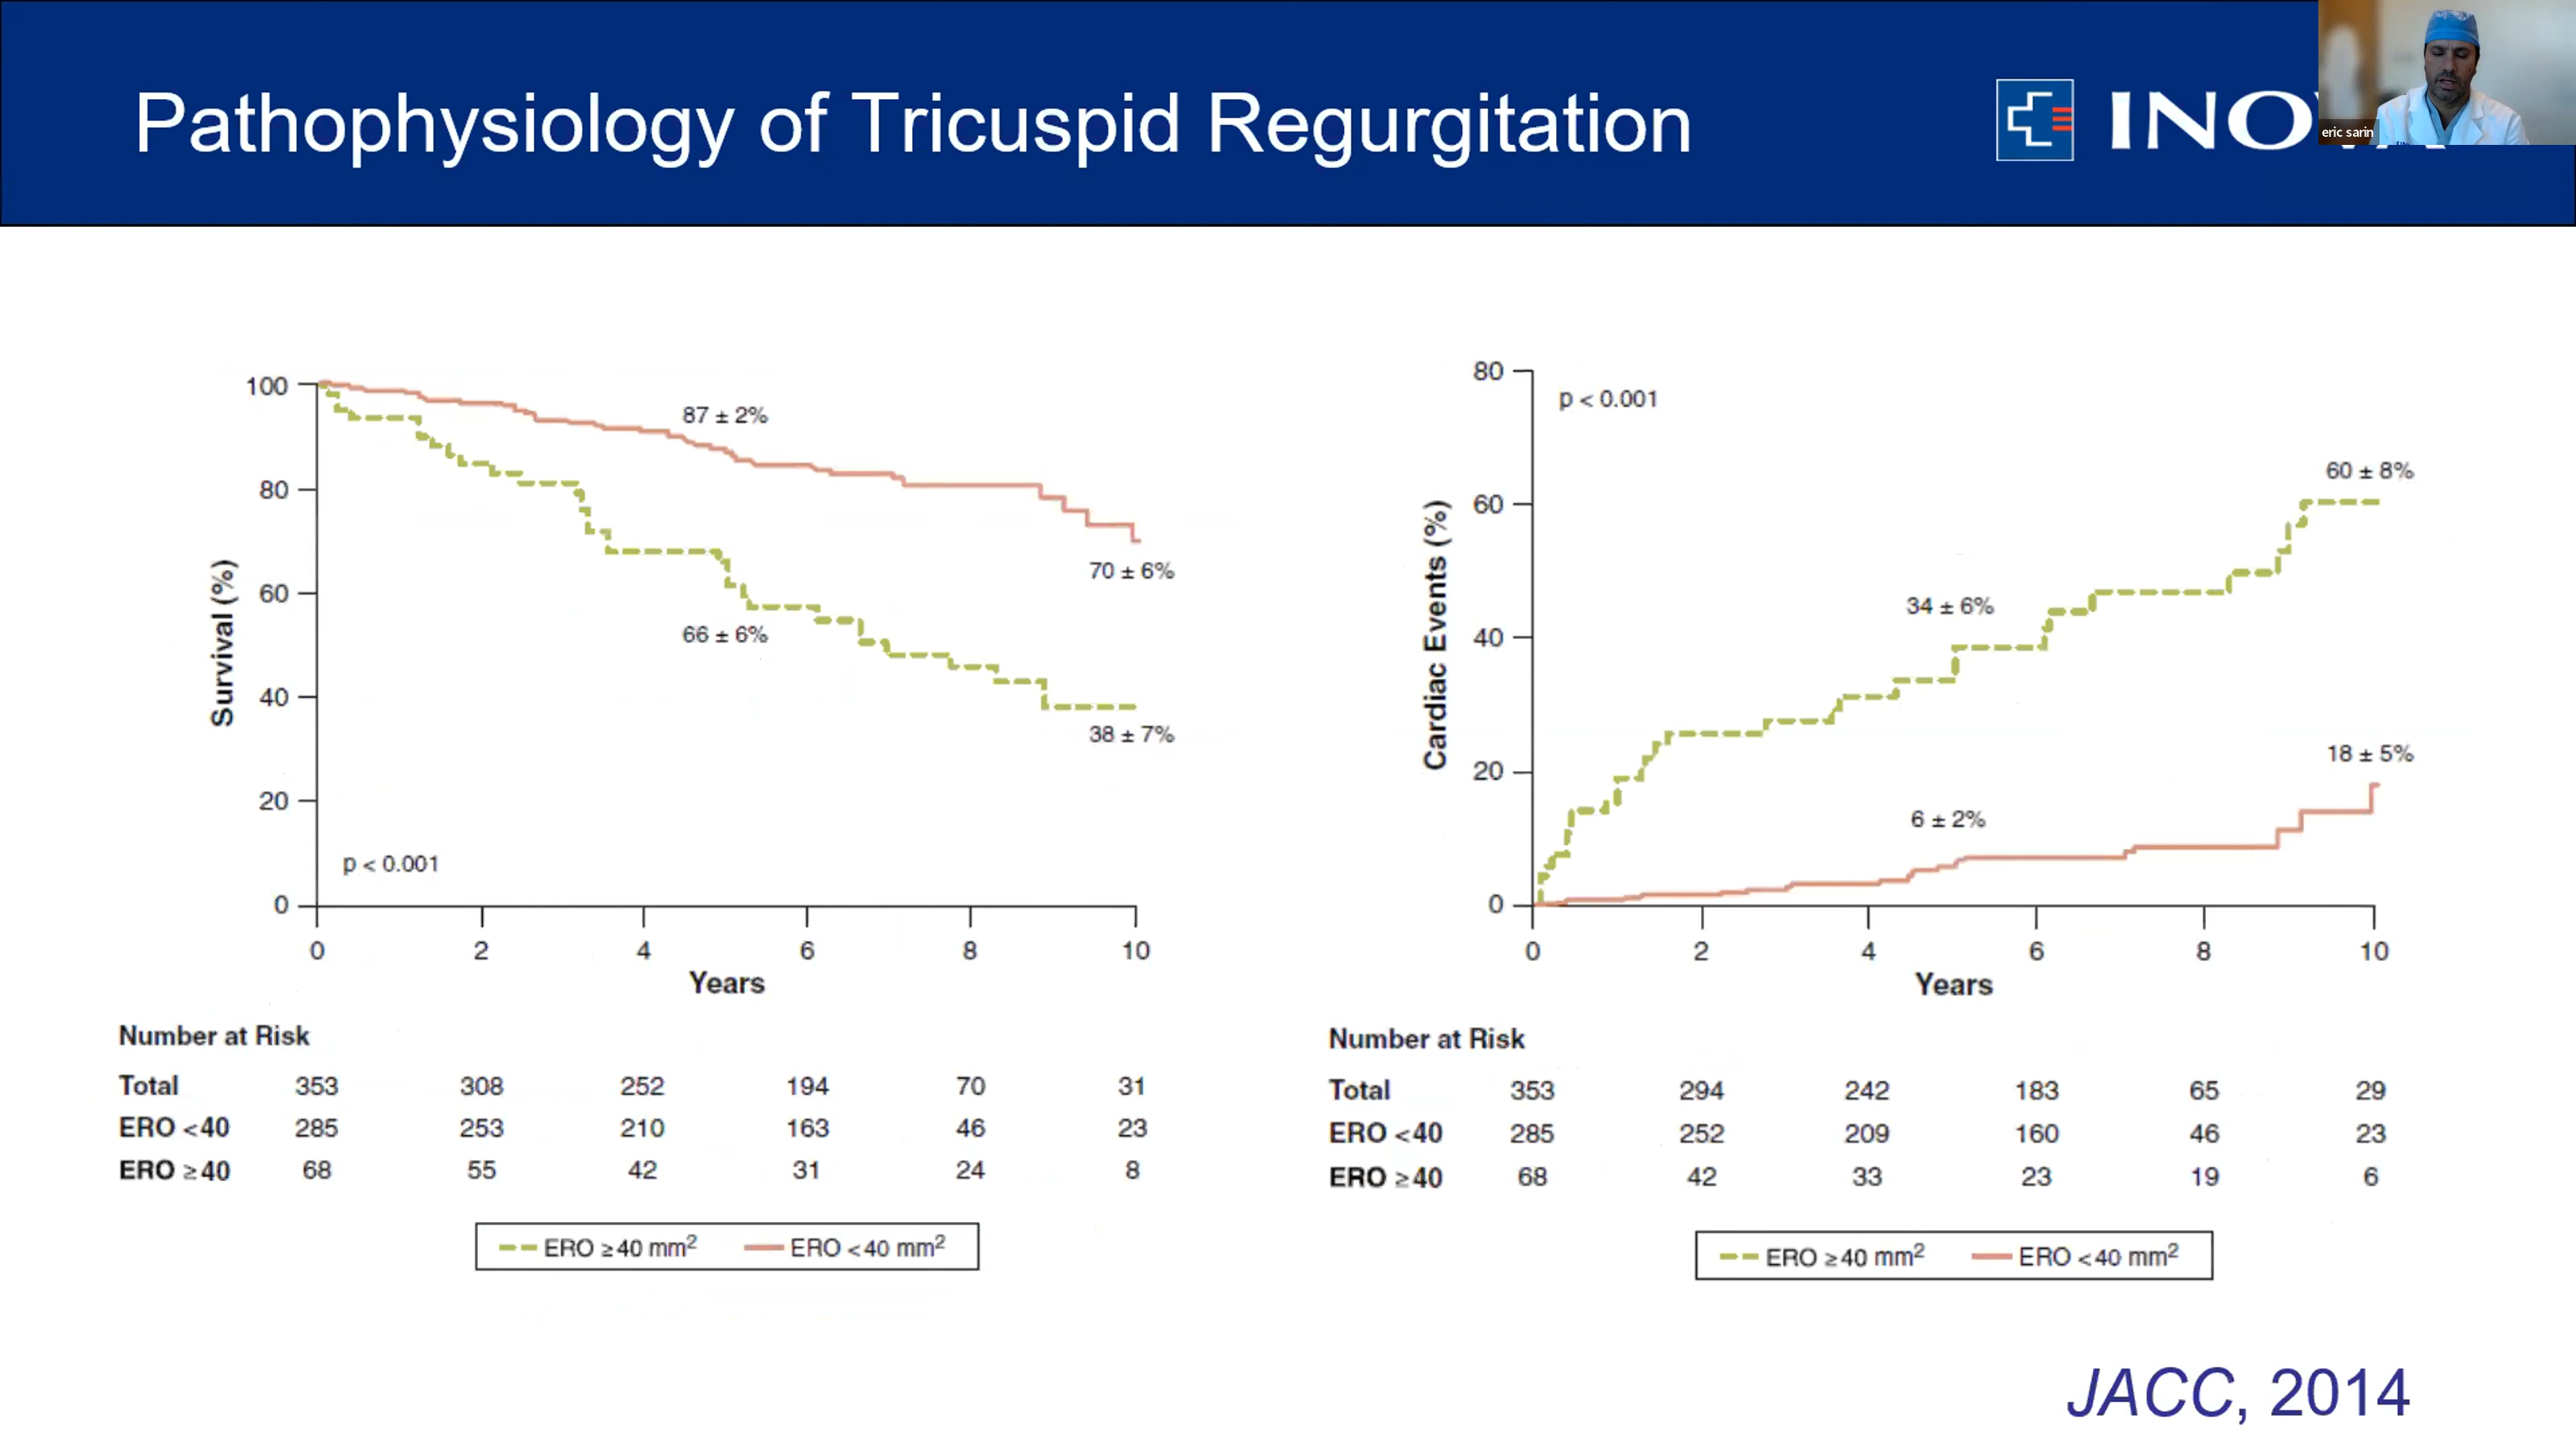 Pathophysiology of Tricuspid Regurgitation
INO
eric sarin
100
80
60
40
20
0
Survival (%)
87 ± 2%
70 ± 6%
66 ± 6%
38 ± 7%
p < 0.001
0 2 4 6 8 10
Years
Number at Risk
Total 353 308 252 194 70 31
ERO <40 285 253 210 163 46 23
ERO ≥40 68 55 42 31 24 8
ERO ≥40 mm² ERO <40 mm²
80
60
40
20
0
Cardiac Events (%)
p < 0.001
60 ± 8%
34 ± 6%
18 ± 5%
6 ± 2%
0 2 4 6 8 10
Years
Number at Risk
Total 353 294 242 183 65 29
ERO <40 285 252 209 160 46 23
ERO ≥40 68 42 33 23 19 6
ERO ≥40 mm² ERO <40 mm²
JACC, 2014